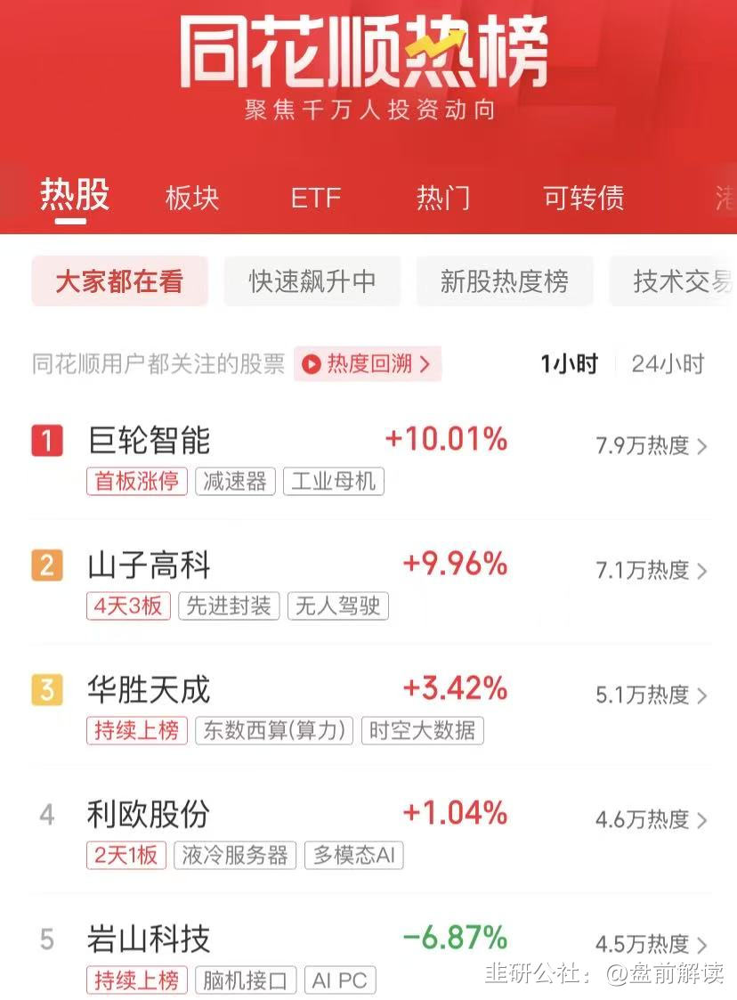 同花顺热榜
聚焦千万人投资动向
热股 板块 ETF 热门 可转债 港
大家都在看 快速飙升中 新股热度榜 技术交易
同花顺用户都关注的股票 热度回溯 1小时 24小时
1 巨轮智能 +10.01% 7.9万热度
首板涨停 减速器 工业母机
2 山子高科 +9.96% 7.1万热度
4天3板 先进封装 无人驾驶
3 华胜天成 +3.42% 5.1万热度
持续上榜 东数西算(算力) 时空大数据
4 利欧股份 +1.04% 4.6万热度
2天1板 液冷服务器 多模态AI
5 岩山科技 -6.87% 4.5万热度
持续上榜 脑机接口 AI PC
韭研公社：@盘前解读